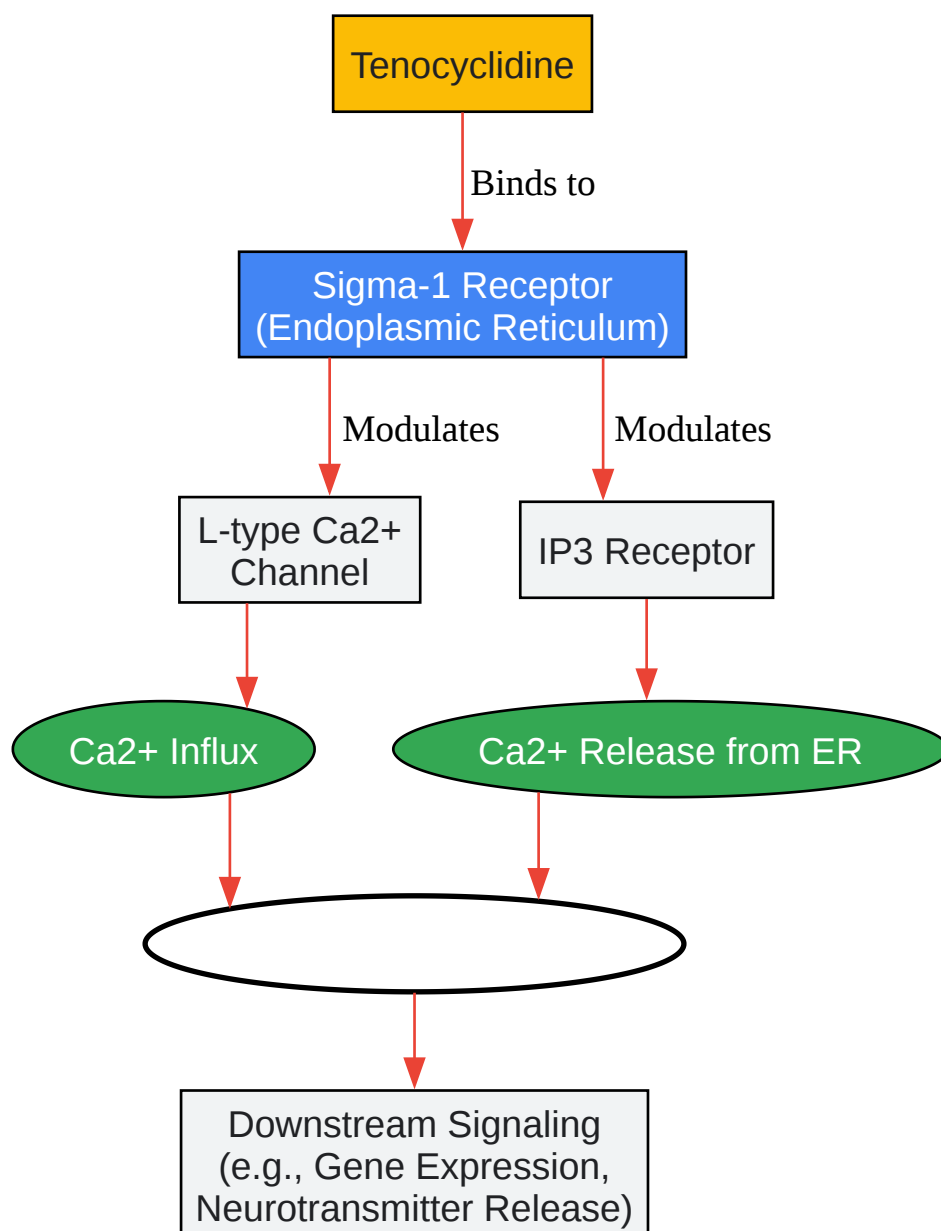 Tenocyclidine
Binds to
Sigma-1 Receptor
(Endoplasmic Reticulum)
Modulates
Modulates
L-type Ca2+
Channel
IP3 Receptor
Ca2+ Influx
Ca2+ Release from ER
Downstream Signaling
(e.g., Gene Expression,
Neurotransmitter Release)